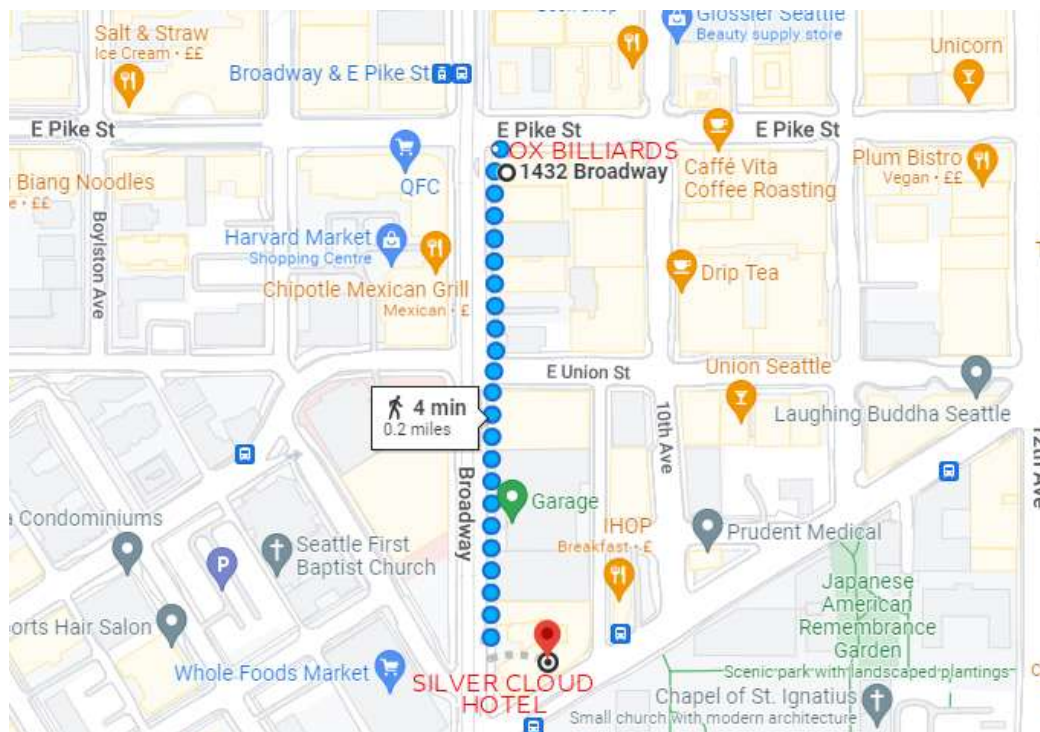 Glossier Seattle
Beauty supply store
Salt & Straw
Ice Cream · ££
Unicorn
Broadway & E Pike St
E Pike St
E Pike St
E Pike St
OX BILLIARDS
1432 Broadway
QFC
Caffé Vita
Coffee Roasting
Plum Bistro
Vegan · ££
Biang Noodles
e · ££
Boylston Ave
Harvard Market
Shopping Centre
Drip Tea
Chipotle Mexican Grill
Mexican · £
E Union St
Union Seattle
4 min
0.2 miles
Laughing Buddha Seattle
10th Ave
12th Ave
Broadway
Garage
a Condominiums
IHOP
Breakfast · £
Prudent Medical
Seattle First
Baptist Church
P
Japanese
American
Remembrance
Garden
Scenic park with landscaped plantings
orts Hair Salon
Whole Foods Market
SILVER CLOUD
HOTEL
Chapel of St. Ignatius
Small church with modern architecture